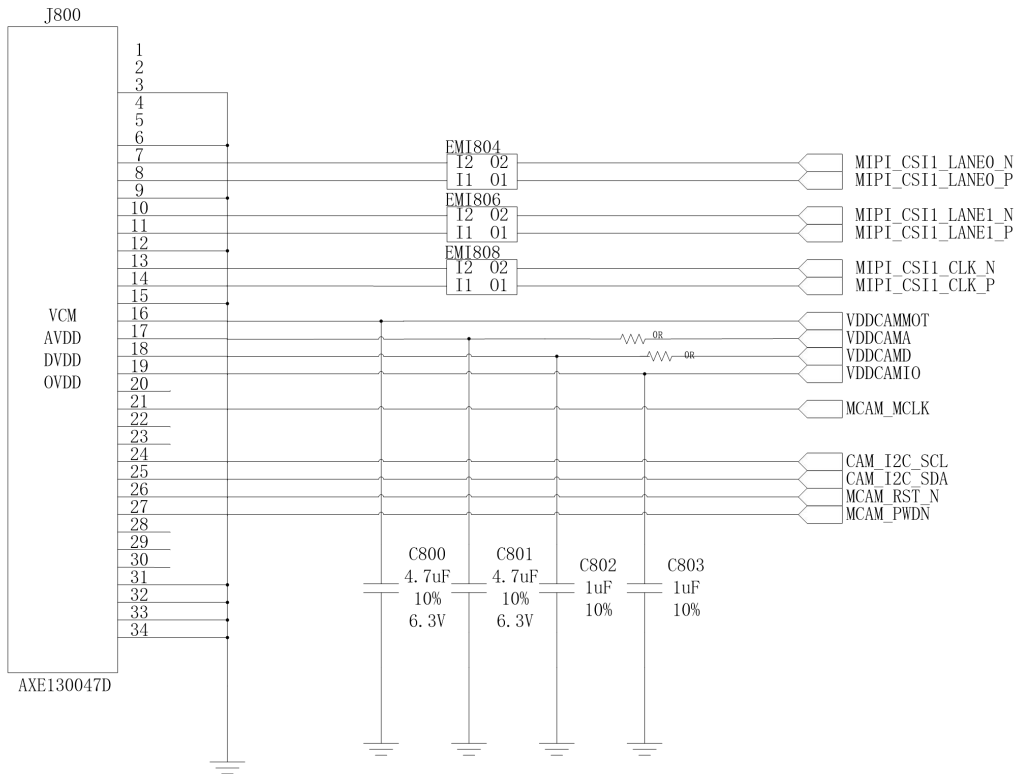 J800
1
2
3
4
5
6
7
8
9
10
11
12
13
14
15
16
17
18
19
20
21
22
23
24
25
26
27
28
29
30
31
32
33
34
VCM
AVDD
DVDD
OVDD
AXE130047D
EMI804
I2 O2
I1 O1
EMI806
I2 O2
I1 O1
EMI808
I2 O2
I1 O1
MIPI_CSI1_LANE0_N
MIPI_CSI1_LANE0_P
MIPI_CSI1_LANE1_N
MIPI_CSI1_LANE1_P
MIPI_CSI1_CLK_N
MIPI_CSI1_CLK_P
VDDCAMMOT
0R
VDDCAMA
0R
VDDCAMD
VDDCAMIO
MCAM_MCLK
CAM_I2C_SCL
CAM_I2C_SDA
MCAM_RST_N
MCAM_PWDN
C800
4.7uF
10%
6.3V
C801
4.7uF
10%
6.3V
C802
1uF
10%
C803
1uF
10%